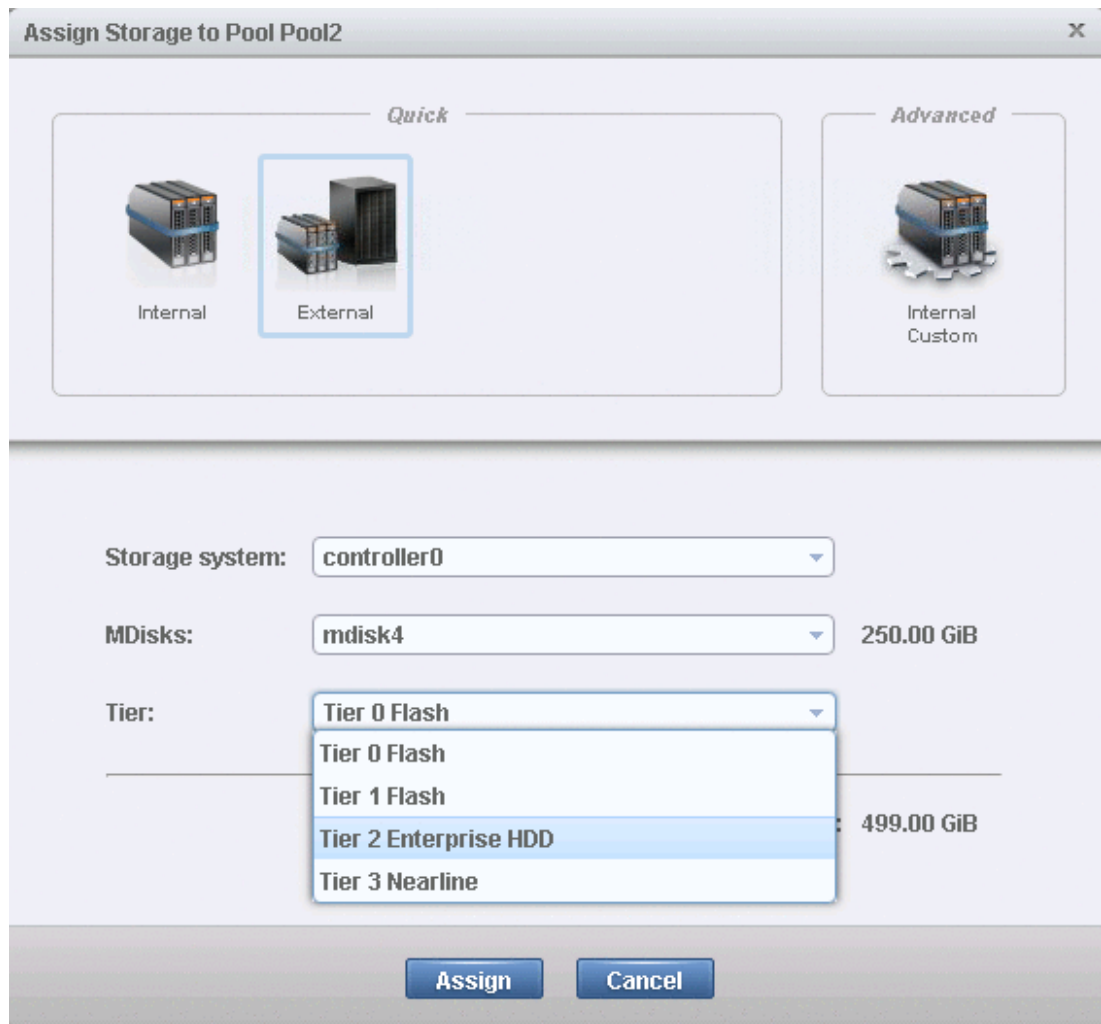 Assign Storage to Pool Pool2 x
Quick
Advanced
Internal
External
Internal
Custom
Storage system: controller0
MDisks: mdisk4 250.00 GiB
Tier: Tier 0 Flash
Tier 0 Flash
Tier 1 Flash
Tier 2 Enterprise HDD
: 499.00 GiB
Tier 3 Nearline
Assign Cancel